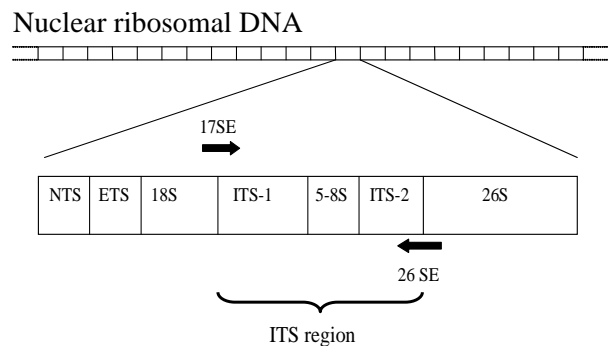 Nuclear ribosomal DNA
17SE
NTS ETS 18S ITS-1 5-8S ITS-2 26S
26 SE
ITS region